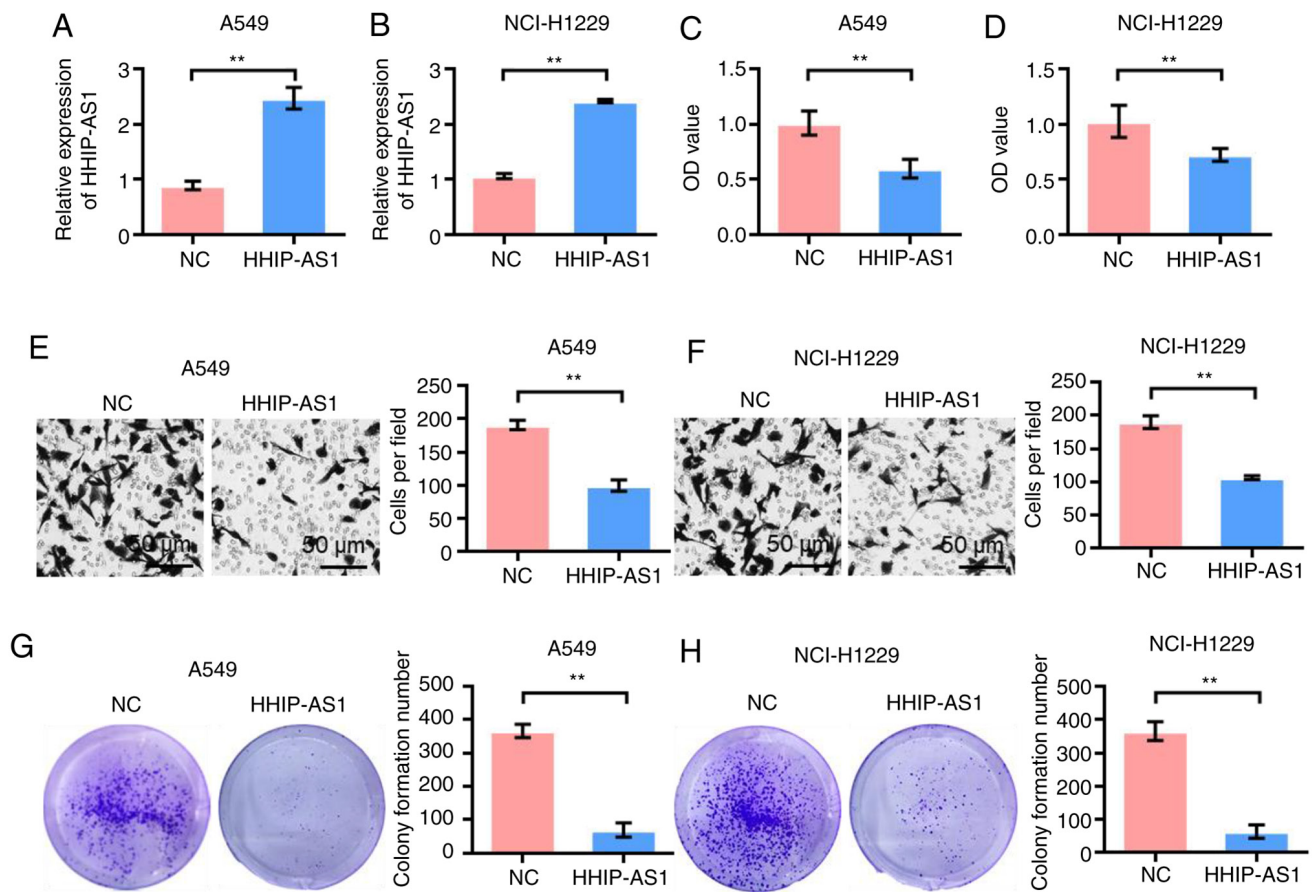 A
A549
**
Relative expression
of HHIP-AS1
3
2
1
0
NC
HHIP-AS1
B
NCI-H1229
**
Relative expression
of HHIP-AS1
3
2
1
0
NC
HHIP-AS1
C
A549
**
OD value
1.5
1.0
0.5
0.0
NC
HHIP-AS1
D
NCI-H1229
**
OD value
1.5
1.0
0.5
0.0
NC
HHIP-AS1
E
A549
NC
HHIP-AS1
50 µm
50 µm
A549
**
Cells per field
250
200
150
100
50
0
NC
HHIP-AS1
F
NCI-H1229
NC
HHIP-AS1
50 µm
50 µm
NCI-H1229
**
Cells per field
250
200
150
100
50
0
NC
HHIP-AS1
G
A549
NC
HHIP-AS1
A549
**
Colony formation number
500
400
300
200
100
0
NC
HHIP-AS1
H
NCI-H1229
NC
HHIP-AS1
NCI-H1229
**
Colony formation number
500
400
300
200
100
0
NC
HHIP-AS1